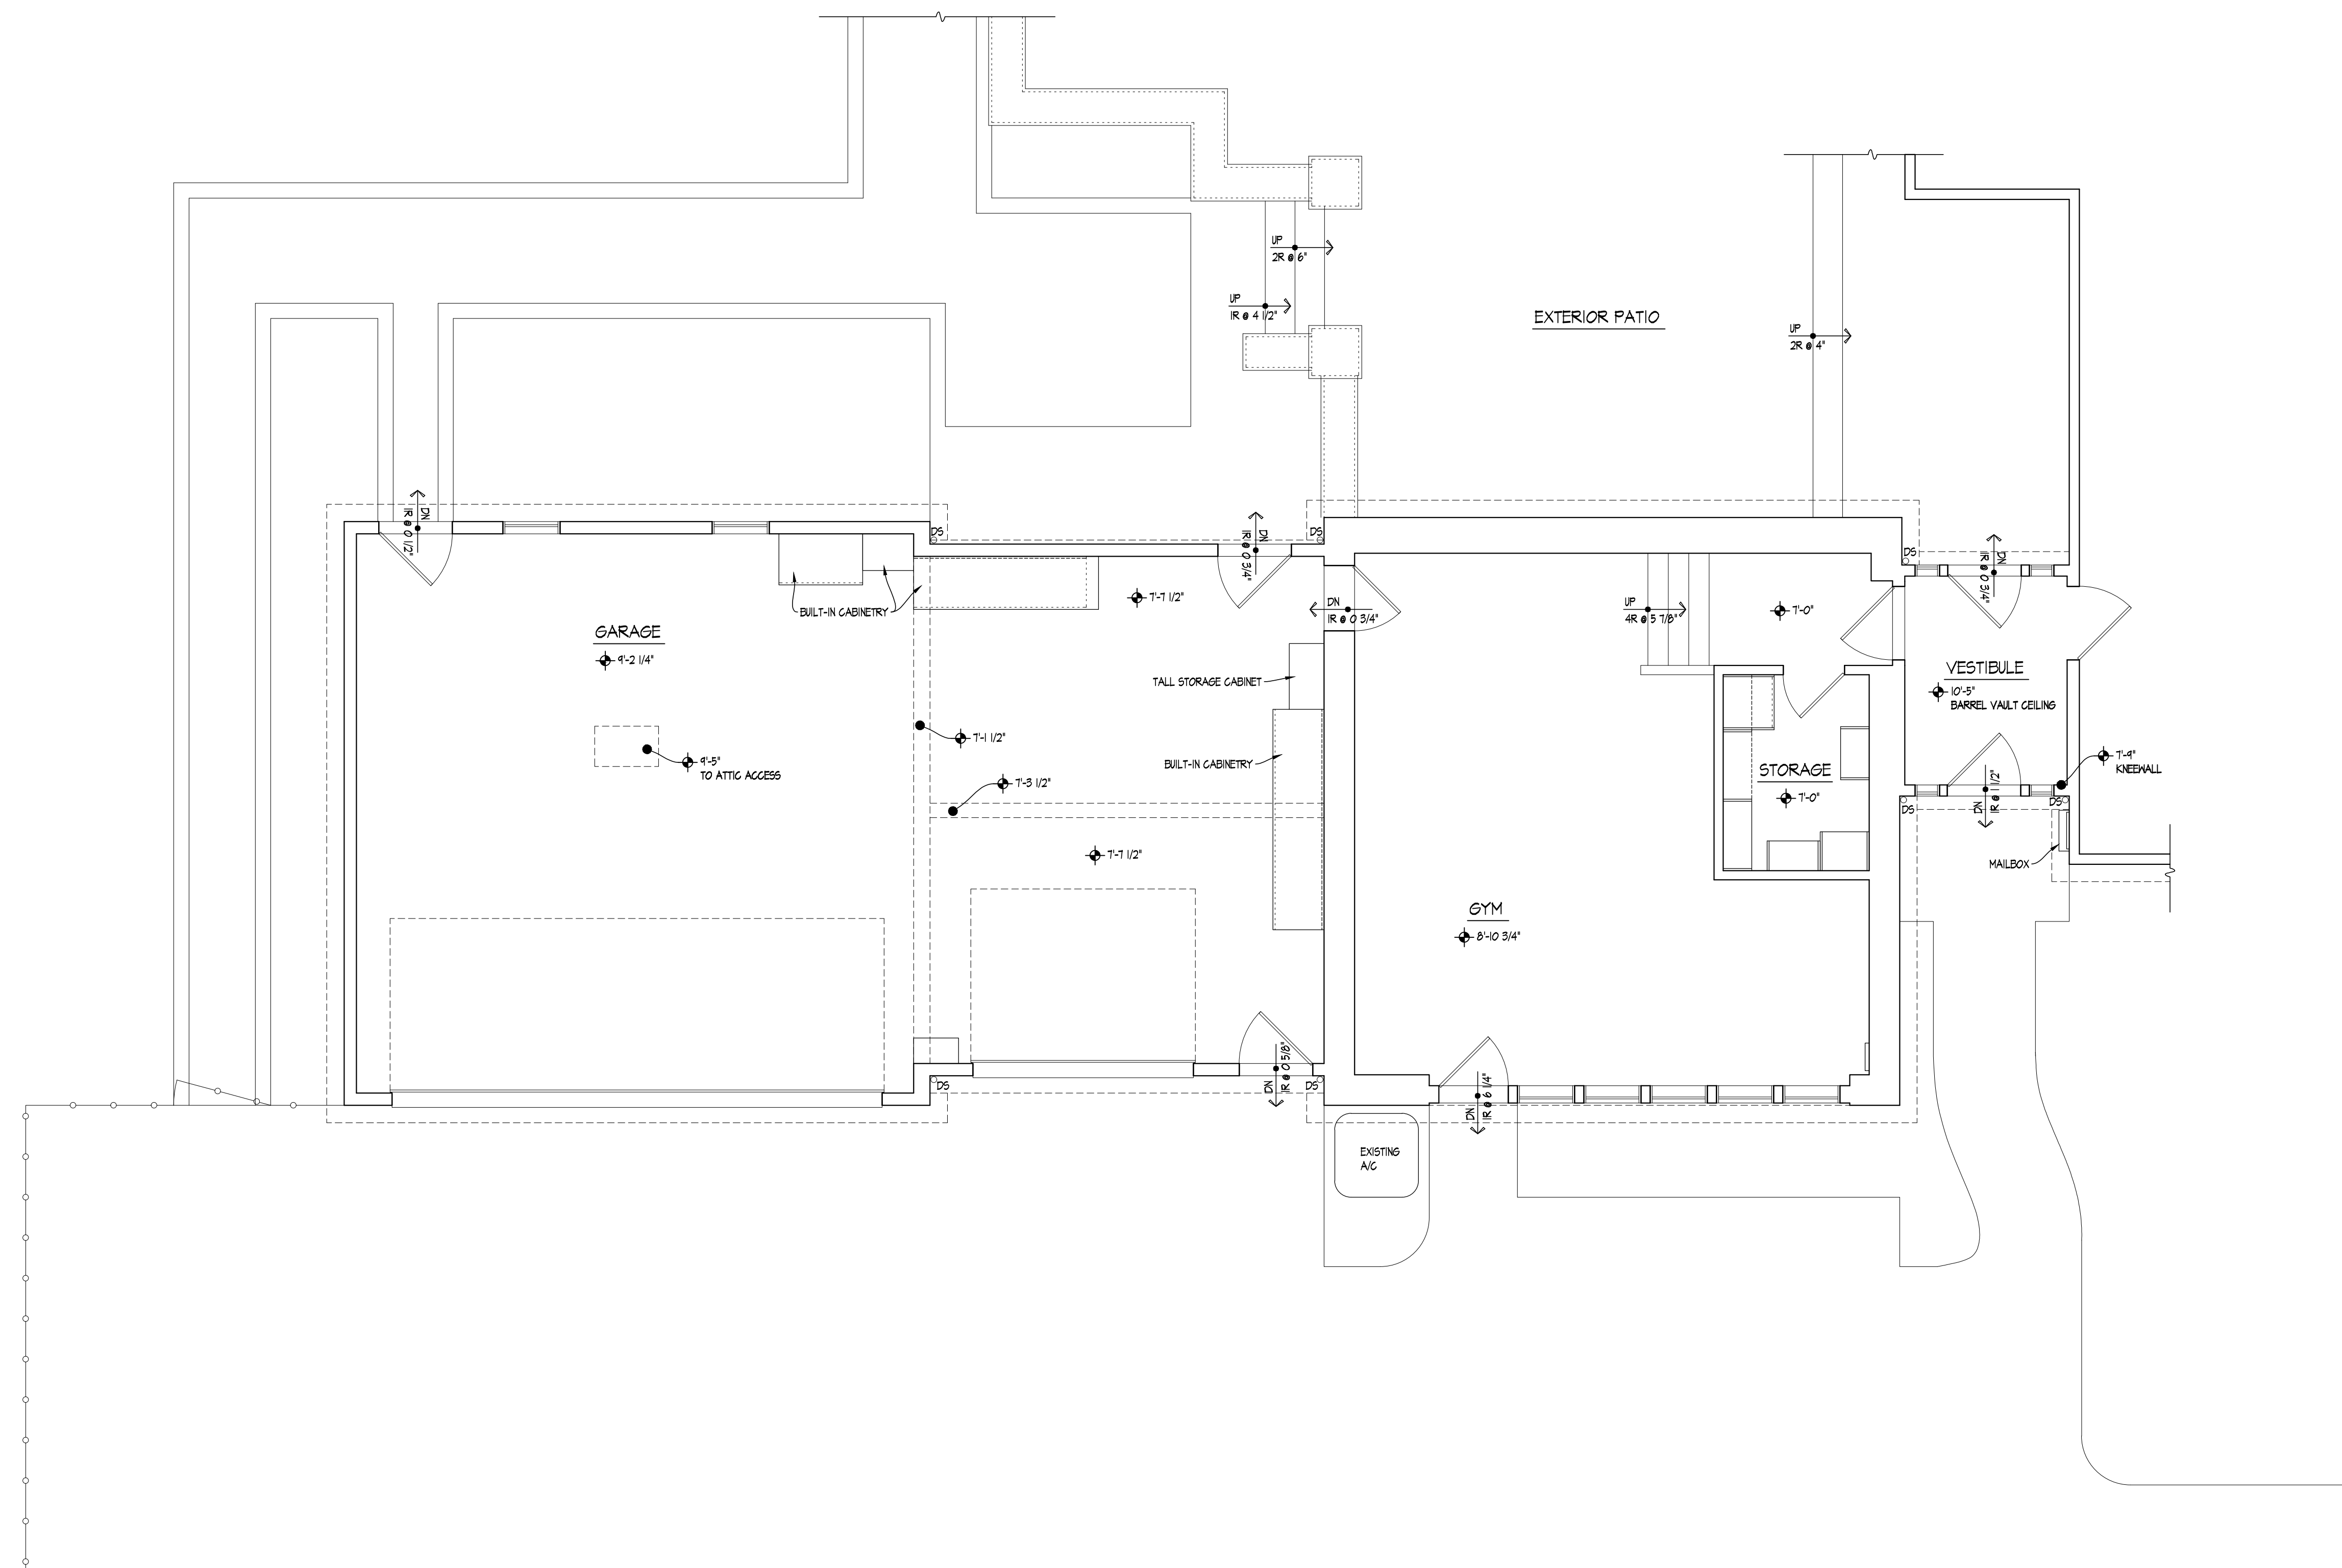 UP
2R @ 6"
UP
1R @ 4 1/2"
EXTERIOR PATIO
UP
2R @ 4"
DN
1R @ 0 1/2"
DS
DN
1R @ 0 3/4"
DS
DS
DN
1R @ 0 3/4"
BUILT-IN CABINETRY
7'-7 1/2"
DN
1R @ 0 3/4"
UP
4R @ 5 7/8"
7'-0"
GARAGE
9'-2 1/4"
TALL STORAGE CABINET
VESTIBULE
10'-5"
BARREL VAULT CEILING
7'-1 1/2"
9'-5"
TO ATTIC ACCESS
BUILT-IN CABINETRY
7'-3 1/2"
STORAGE
7'-0"
7'-9"
KNEEWALL
DN
1R @ 1 1/2"
DS
DS
7'-7 1/2"
MAILBOX
GYM
8'-10 3/4"
DS
DN
1R @ 0 5/8"
DS
DN
1R @ 6 1/4"
EXISTING
A/C